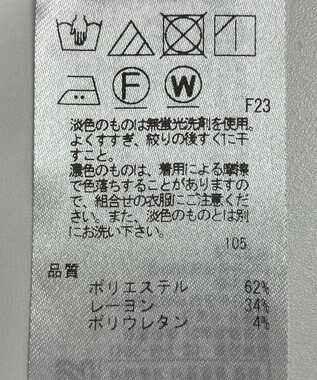 F
W
F23
淡色のものは無蛍光洗剤を使用。
よくすすぎ、絞りの後すぐに干
すこと。
濃色のものは、着用による摩擦
で色落ちすることがありますの
で、組合せの衣服にご注意くだ
さい。また、淡色のものとは別
にお洗い下さい。
105
品質
ポリエステル 62%
レーヨン 34%
ポリウレタン 4%